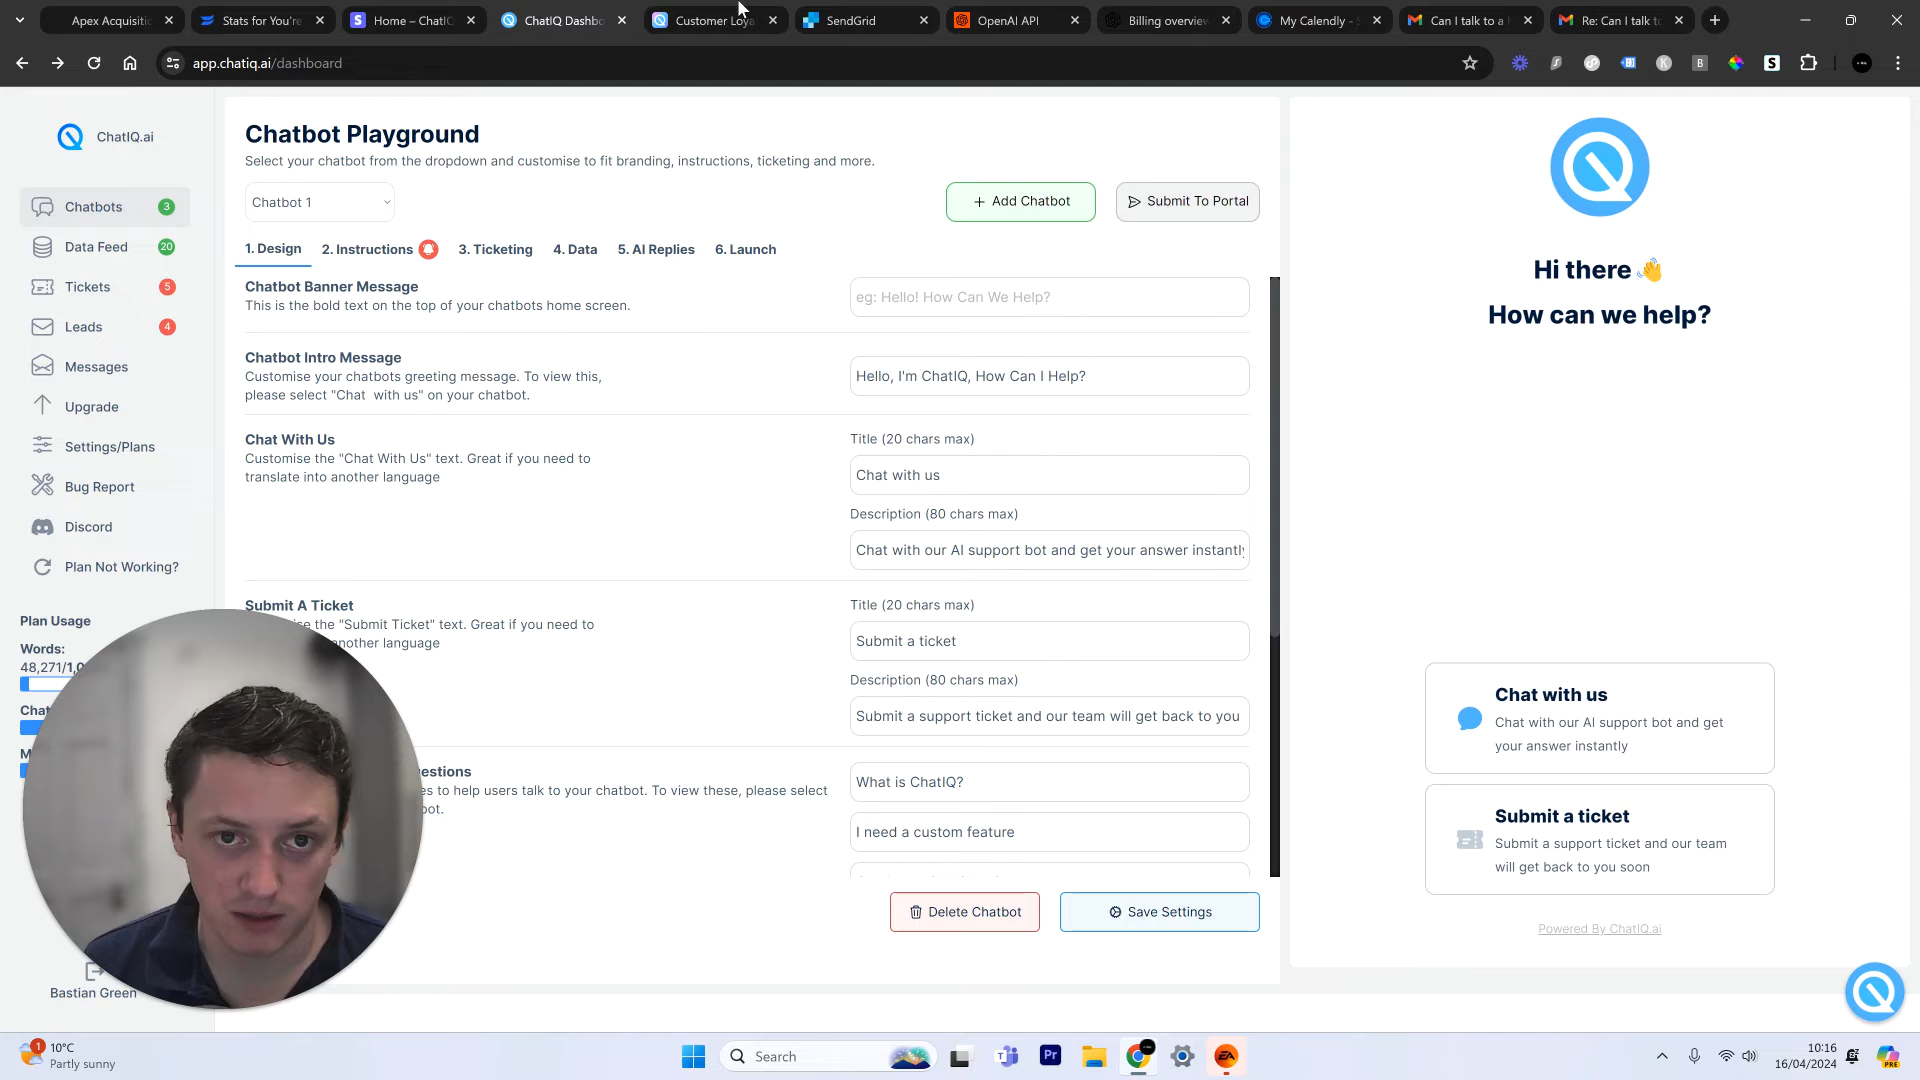 Apex Acquisitic
Stats for You're
Home – ChatIC
ChatIQ Dashbo
Customer Loya
SendGrid
OpenAI API
Billing overview
My Calendly -
Can I talk to a
Re: Can I talk to
app.chatiq.ai/dashboard
ChatIQ.ai
Chatbots 3
Data Feed 20
Tickets 5
Leads 4
Messages
Upgrade
Settings/Plans
Bug Report
Discord
Plan Not Working?
Plan Usage
Words:
48,271/1,0
Chat
M
Bastian Green
Chatbot Playground
Select your chatbot from the dropdown and customise to fit branding, instructions, ticketing and more.
Chatbot 1
Add Chatbot
Submit To Portal
1. Design
2. Instructions
3. Ticketing
4. Data
5. AI Replies
6. Launch
Chatbot Banner Message
This is the bold text on the top of your chatbots home screen.
eg: Hello! How Can We Help?
Chatbot Intro Message
Customise your chatbots greeting message. To view this,
please select "Chat with us" on your chatbot.
Hello, I'm ChatIQ, How Can I Help?
Chat With Us
Customise the "Chat With Us" text. Great if you need to
translate into another language
Title (20 chars max)
Chat with us
Description (80 chars max)
Chat with our AI support bot and get your answer instantly
Submit A Ticket
ise the "Submit Ticket" text. Great if you need to
another language
Title (20 chars max)
Submit a ticket
Description (80 chars max)
Submit a support ticket and our team will get back to you
estions
es to help users talk to your chatbot. To view these, please select
bot.
What is ChatIQ?
I need a custom feature
Delete Chatbot
Save Settings
Hi there 👋
How can we help?
Chat with us
Chat with our AI support bot and get
your answer instantly
Submit a ticket
Submit a support ticket and our team
will get back to you soon
Powered By ChatIQ.ai
1
10°C
Partly sunny
Search
10:16
16/04/2024